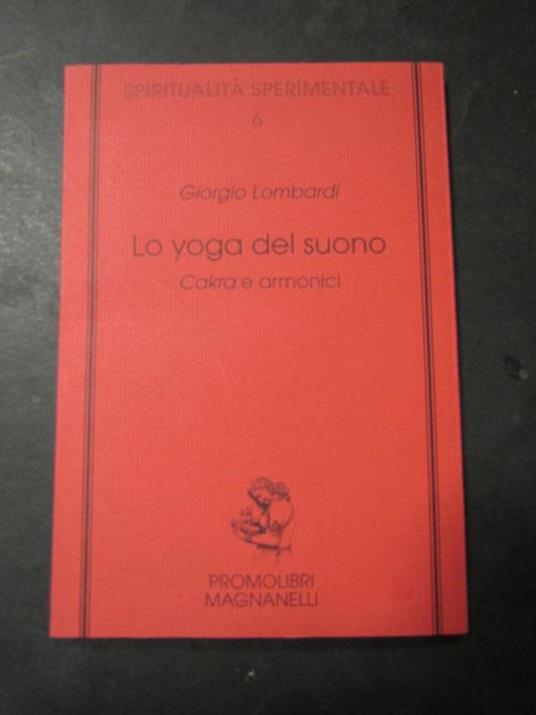 SPIRITUALITÀ SPERIMENTALE
6
Giorgio Lombardi
Lo yoga del suono
Cakra e armonici
PROMOLIBRI
MAGNANELLI